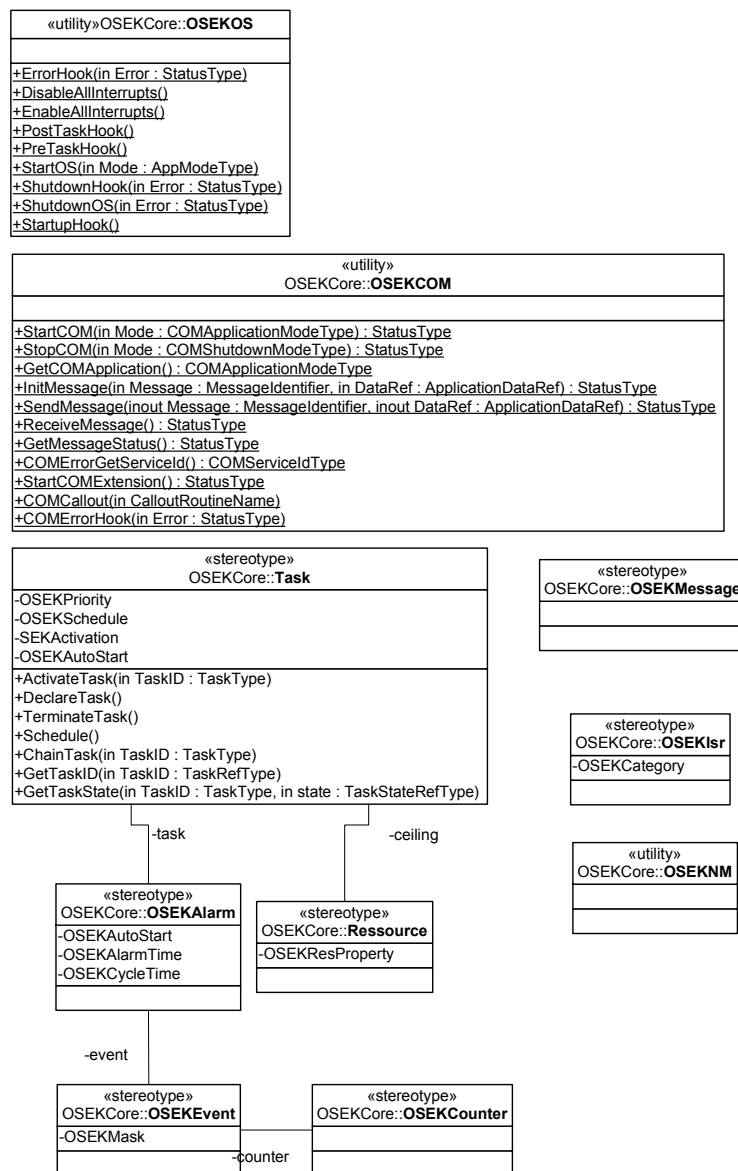 «utility»OSEKCore::OSEKOS
+ErrorHook(in Error : StatusType)
+DisableAllInterrupts()
+EnableAllInterrupts()
+PostTaskHook()
+PreTaskHook()
+StartOS(in Mode : AppModeType)
+ShutdownHook(in Error : StatusType)
+ShutdownOS(in Error : StatusType)
+StartupHook()
«utility»
OSEKCore::OSEKCOM
+StartCOM(in Mode : COMApplicationModeType) : StatusType
+StopCOM(in Mode : COMShutdownModeType) : StatusType
+GetCOMApplication() : COMApplicationModeType
+InitMessage(in Message : MessageIdentifier, in DataRef : ApplicationDataRef) : StatusType
+SendMessage(inout Message : MessageIdentifier, inout DataRef : ApplicationDataRef) : StatusType
+ReceiveMessage() : StatusType
+GetMessageStatus() : StatusType
+COMErrorGetServiceId() : COMServiceIdType
+StartCOMExtension() : StatusType
+COMCallout(in CalloutRoutineName)
+COMErrorHook(in Error : StatusType)
«stereotype»
OSEKCore::Task
-OSEKPriority
-OSEKSchedule
-SEKActivation
-OSEKAutoStart
+ActivateTask(in TaskID : TaskType)
+DeclareTask()
+TerminateTask()
+Schedule()
+ChainTask(in TaskID : TaskType)
+GetTaskID(in TaskID : TaskRefType)
+GetTaskState(in TaskID : TaskType, in state : TaskStateRefType)
«stereotype»
OSEKCore::OSEKMessage
«stereotype»
OSEKCore::OSEKIsr
-OSEKCategory
«utility»
OSEKCore::OSEKNM
-task
-ceiling
«stereotype»
OSEKCore::OSEKAlarm
-OSEKAutoStart
-OSEKAlarmTime
-OSEKCycleTime
«stereotype»
OSEKCore::Ressource
-OSEKResProperty
-event
«stereotype»
OSEKCore::OSEKEvent
-OSEKMask
«stereotype»
OSEKCore::OSEKCounter
-counter